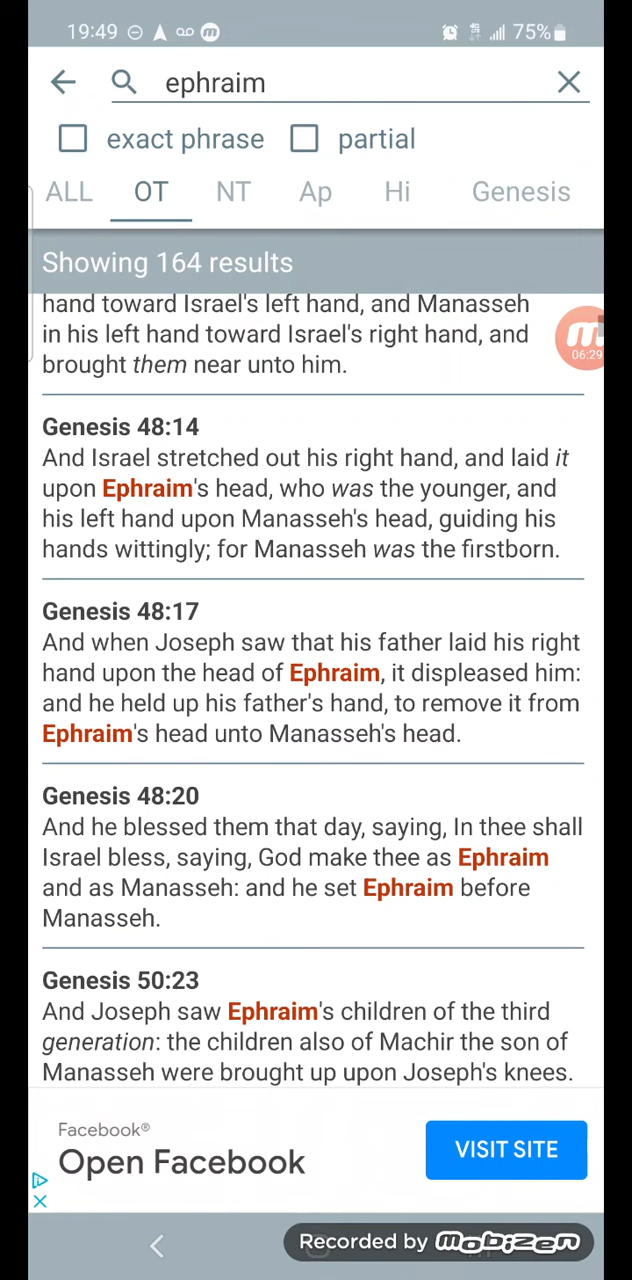 19:49 75%
ephraim
exact phrase partial
ALL OT NT Ap Hi Genesis
Showing 164 results
hand toward Israel's left hand, and Manasseh
in his left hand toward Israel's right hand, and
brought them near unto him.
06:29
Genesis 48:14
And Israel stretched out his right hand, and laid it
upon Ephraim's head, who was the younger, and
his left hand upon Manasseh's head, guiding his
hands wittingly; for Manasseh was the firstborn.
Genesis 48:17
And when Joseph saw that his father laid his right
hand upon the head of Ephraim, it displeased him:
and he held up his father's hand, to remove it from
Ephraim's head unto Manasseh's head.
Genesis 48:20
And he blessed them that day, saying, In thee shall
Israel bless, saying, God make thee as Ephraim
and as Manasseh: and he set Ephraim before
Manasseh.
Genesis 50:23
And Joseph saw Ephraim's children of the third
generation: the children also of Machir the son of
Manasseh were brought up upon Joseph's knees.
Facebook®
Open Facebook
VISIT SITE
Recorded by mobizen